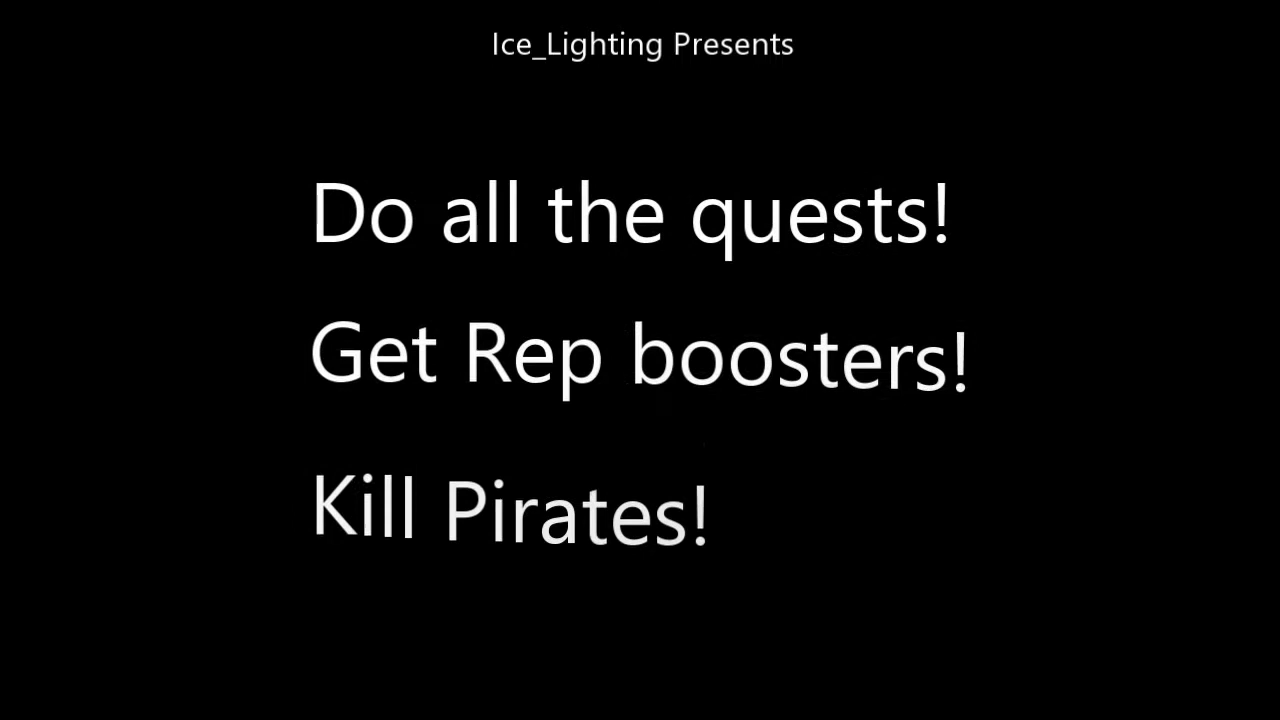 Ice_Lighting Presents
Do all the quests!
Get Rep boosters!
Kill Pirates!